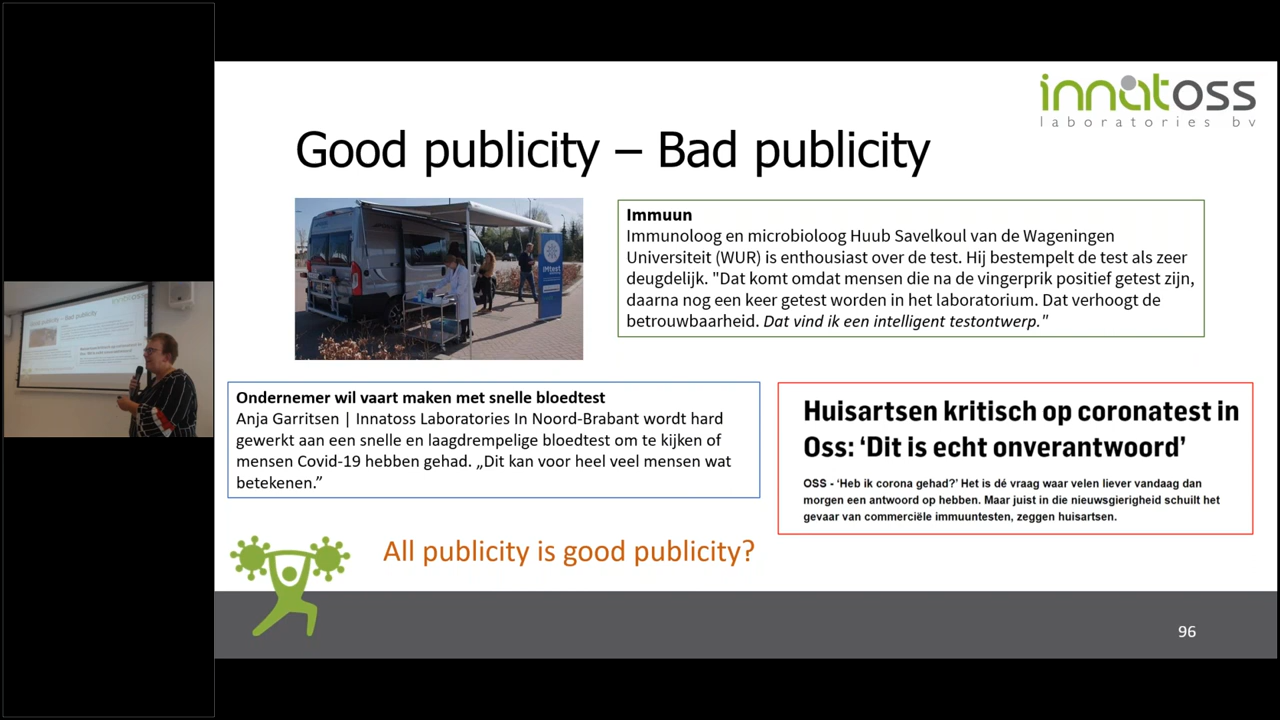 innatoss
laboratories bv
Good publicity – Bad publicity
IMtest
Immuun
Immunoloog en microbioloog Huub Savelkoul van de Wageningen
Universiteit (WUR) is enthousiast over de test. Hij bestempelt de test als zeer
deugdelijk. "Dat komt omdat mensen die na de vingerprik positief getest zijn,
daarna nog een keer getest worden in het laboratorium. Dat verhoogt de
betrouwbaarheid. Dat vind ik een intelligent testontwerp."
Ondernemer wil vaart maken met snelle bloedtest
Anja Garritsen | Innatoss Laboratories In Noord-Brabant wordt hard
gewerkt aan een snelle en laagdrempelige bloedtest om te kijken of
mensen Covid-19 hebben gehad. „Dit kan voor heel veel mensen wat
betekenen.”
Huisartsen kritisch op coronatest in
Oss: ‘Dit is echt onverantwoord’
OSS - ‘Heb ik corona gehad?’ Het is dé vraag waar velen liever vandaag dan
morgen een antwoord op hebben. Maar juist in die nieuwsgierigheid schuilt het
gevaar van commerciële immuuntesten, zeggen huisartsen.
All publicity is good publicity?
96
Good publicity – Bad publicity